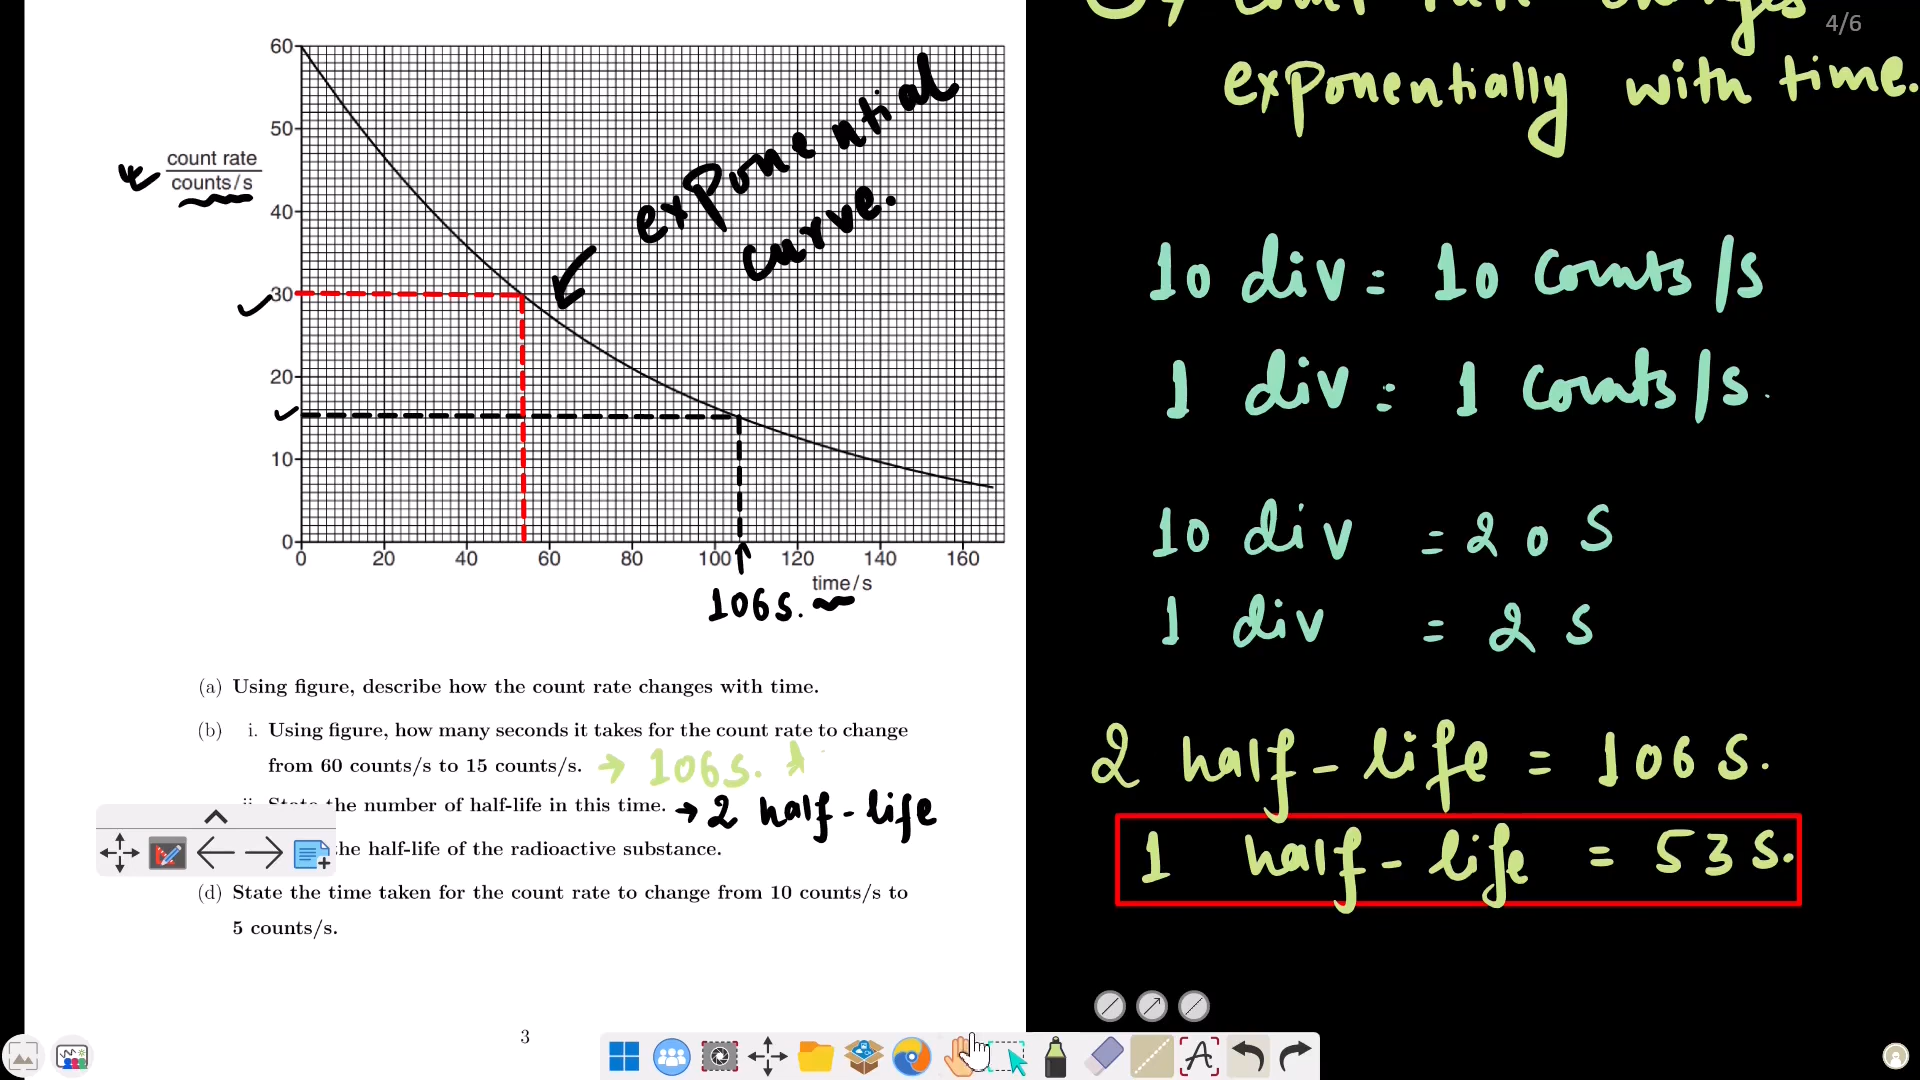 60
50
count rate
counts/s
40
30
20
10
0
0 20 40 60 80 100 120 140 160
time/s
exponential
curve.
106s.
(a) Using figure, describe how the count rate changes with time.
(b) i. Using figure, how many seconds it takes for the count rate to change
from 60 counts/s to 15 counts/s. → 106s.
the number of half-life in this time. → 2 half-life
the half-life of the radioactive substance.
(d) State the time taken for the count rate to change from 10 counts/s to
5 counts/s.
3
4/6
count rate changes
exponentially with time.
10 div = 10 counts/s
1 div = 1 counts/s.
10 div = 20 s
1 div = 2 s
2 half-life = 106 s.
1 half-life = 53 s.